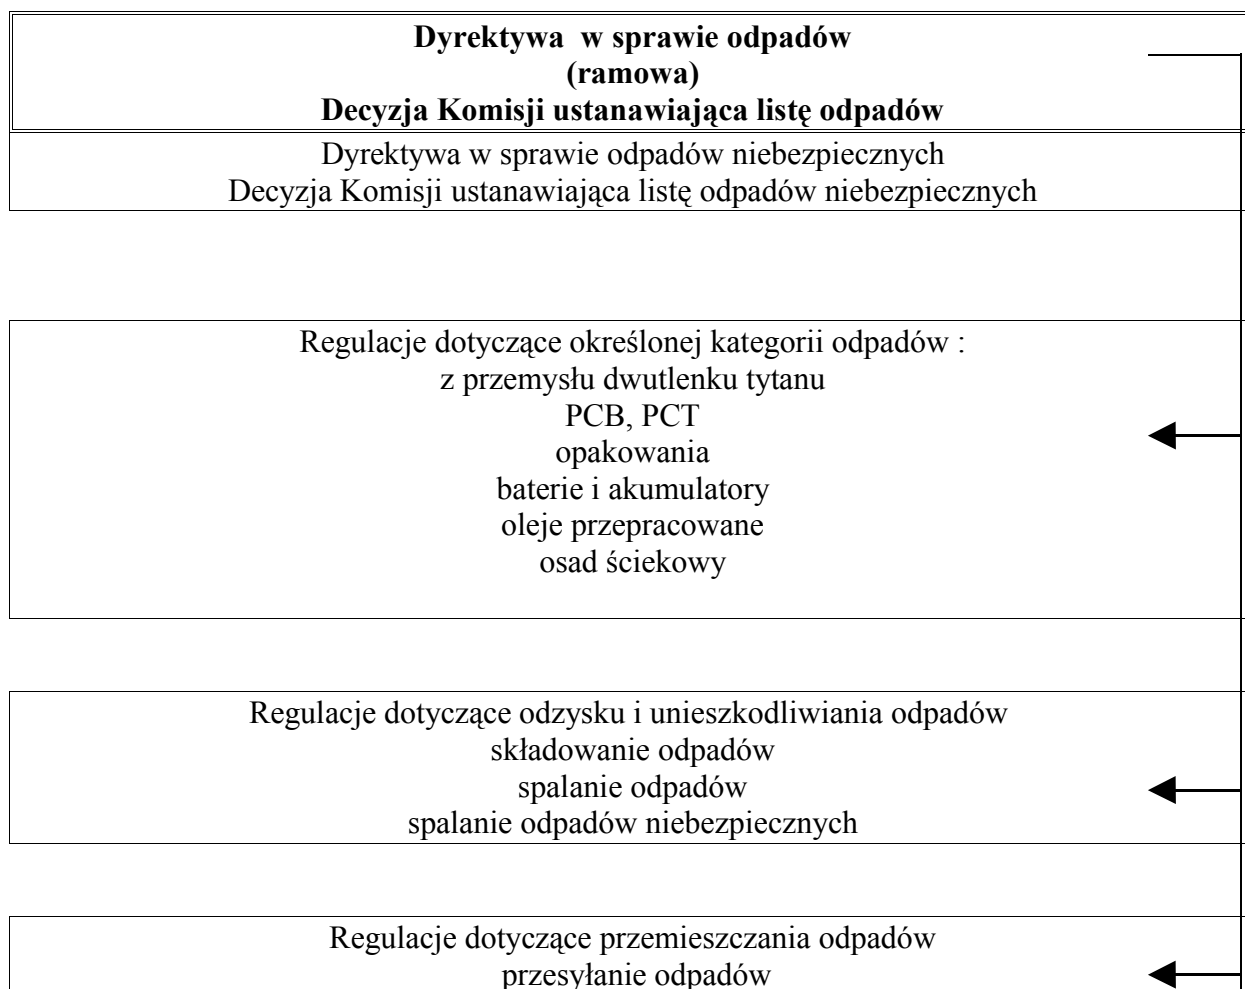 Dyrektywa w sprawie odpadów
(ramowa)
Decyzja Komisji ustanawiająca listę odpadów
Dyrektywa w sprawie odpadów niebezpiecznych
Decyzja Komisji ustanawiająca listę odpadów niebezpiecznych
Regulacje dotyczące określonej kategorii odpadów :
z przemysłu dwutlenku tytanu
PCB, PCT
opakowania
baterie i akumulatory
oleje przepracowane
osad ściekowy
Regulacje dotyczące odzysku i unieszkodliwiania odpadów
składowanie odpadów
spalanie odpadów
spalanie odpadów niebezpiecznych
Regulacje dotyczące przemieszczania odpadów
przesyłanie odpadów